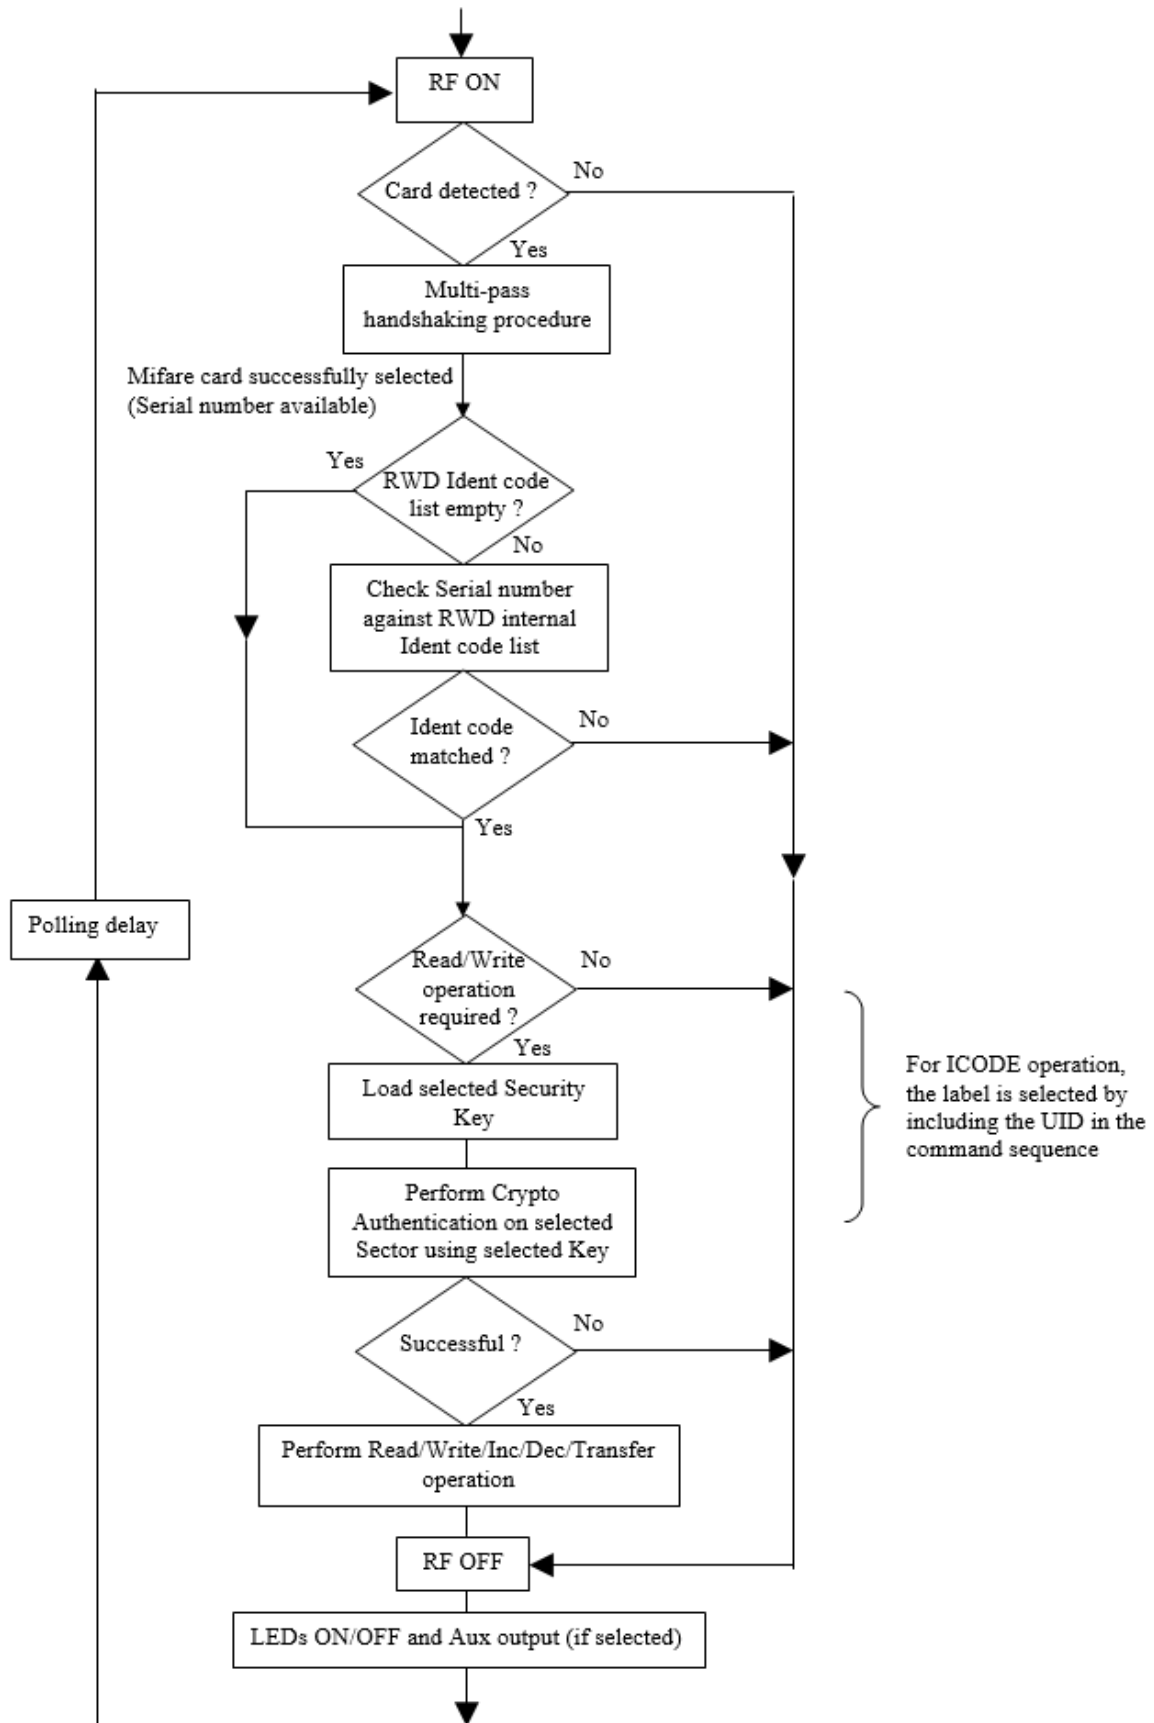 RF ON
Card detected ?
No
Yes
Multi-pass
handshaking procedure
Mifare card successfully selected
(Serial number available)
Yes
RWD Ident code
list empty ?
No
Check Serial number
against RWD internal
Ident code list
Ident code
matched ?
No
Yes
Polling delay
Read/Write
operation
required ?
No
Yes
Load selected Security
Key
For ICODE operation,
the label is selected by
including the UID in the
command sequence
Perform Crypto
Authentication on selected
Sector using selected Key
Successful ?
No
Yes
Perform Read/Write/Inc/Dec/Transfer
operation
RF OFF
LEDs ON/OFF and Aux output (if selected)